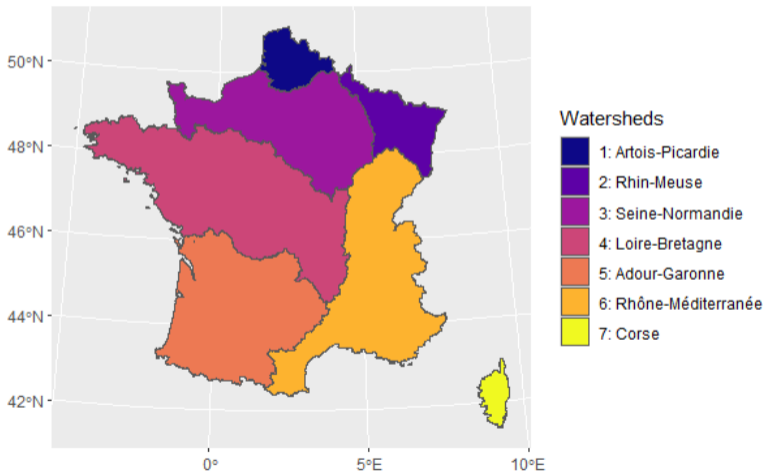 50°N
48°N
46°N
44°N
42°N
0°
5°E
10°E
Watersheds
1: Artois-Picardie
2: Rhin-Meuse
3: Seine-Normandie
4: Loire-Bretagne
5: Adour-Garonne
6: Rhône-Méditerranée
7: Corse